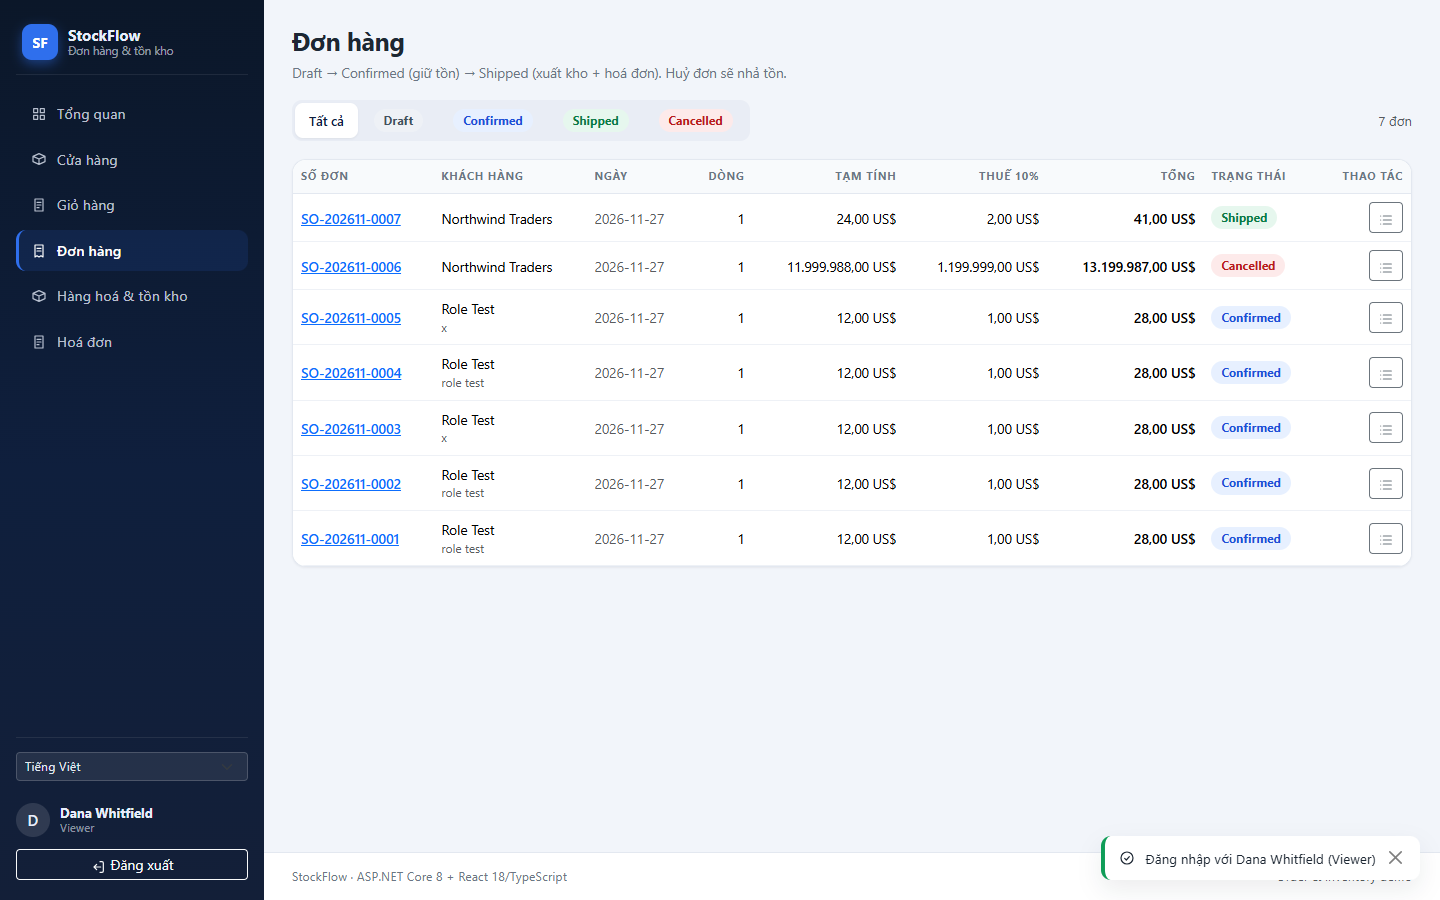 SF
StockFlow
Đơn hàng & tồn kho
Tổng quan
Cửa hàng
Giỏ hàng
Đơn hàng
Hàng hoá & tồn kho
Hoá đơn
Tiếng Việt
D
Dana Whitfield
Viewer
Đăng xuất
Đơn hàng
Draft → Confirmed (giữ tồn) → Shipped (xuất kho + hoá đơn). Huỷ đơn sẽ nhả tồn.
Tất cả Draft Confirmed Shipped Cancelled 7 đơn
SỐ ĐƠN KHÁCH HÀNG NGÀY DÒNG TẠM TÍNH THUẾ 10% TỔNG TRẠNG THÁI THAO TÁC
SO-202611-0007 Northwind Traders 2026-11-27 1 24,00 US$ 2,00 US$ 41,00 US$ Shipped
SO-202611-0006 Northwind Traders 2026-11-27 1 11.999.988,00 US$ 1.199.999,00 US$ 13.199.987,00 US$ Cancelled
SO-202611-0005 Role Test 2026-11-27 1 12,00 US$ 1,00 US$ 28,00 US$ Confirmed
x
SO-202611-0004 Role Test 2026-11-27 1 12,00 US$ 1,00 US$ 28,00 US$ Confirmed
role test
SO-202611-0003 Role Test 2026-11-27 1 12,00 US$ 1,00 US$ 28,00 US$ Confirmed
x
SO-202611-0002 Role Test 2026-11-27 1 12,00 US$ 1,00 US$ 28,00 US$ Confirmed
role test
SO-202611-0001 Role Test 2026-11-27 1 12,00 US$ 1,00 US$ 28,00 US$ Confirmed
role test
Đăng nhập với Dana Whitfield (Viewer)
StockFlow · ASP.NET Core 8 + React 18/TypeScript